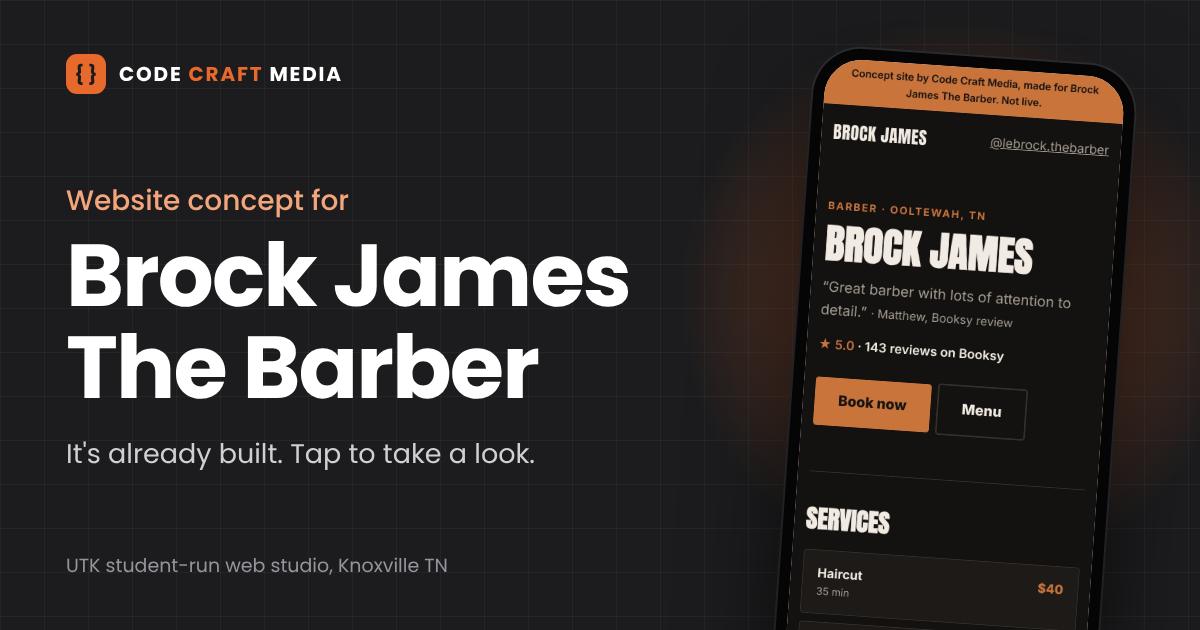 { } CODE CRAFT MEDIA
Website concept for
Brock James
The Barber
It's already built. Tap to take a look.
UTK student-run web studio, Knoxville TN
Concept site by Code Craft Media, made for Brock
James The Barber. Not live.
BROCK JAMES
@lebrock.thebarber
BARBER · OOLTEWAH, TN
BROCK JAMES
“Great barber with lots of attention to
detail.” · Matthew, Booksy review
★ 5.0 · 143 reviews on Booksy
Book now
Menu
SERVICES
Haircut
$40
35 min